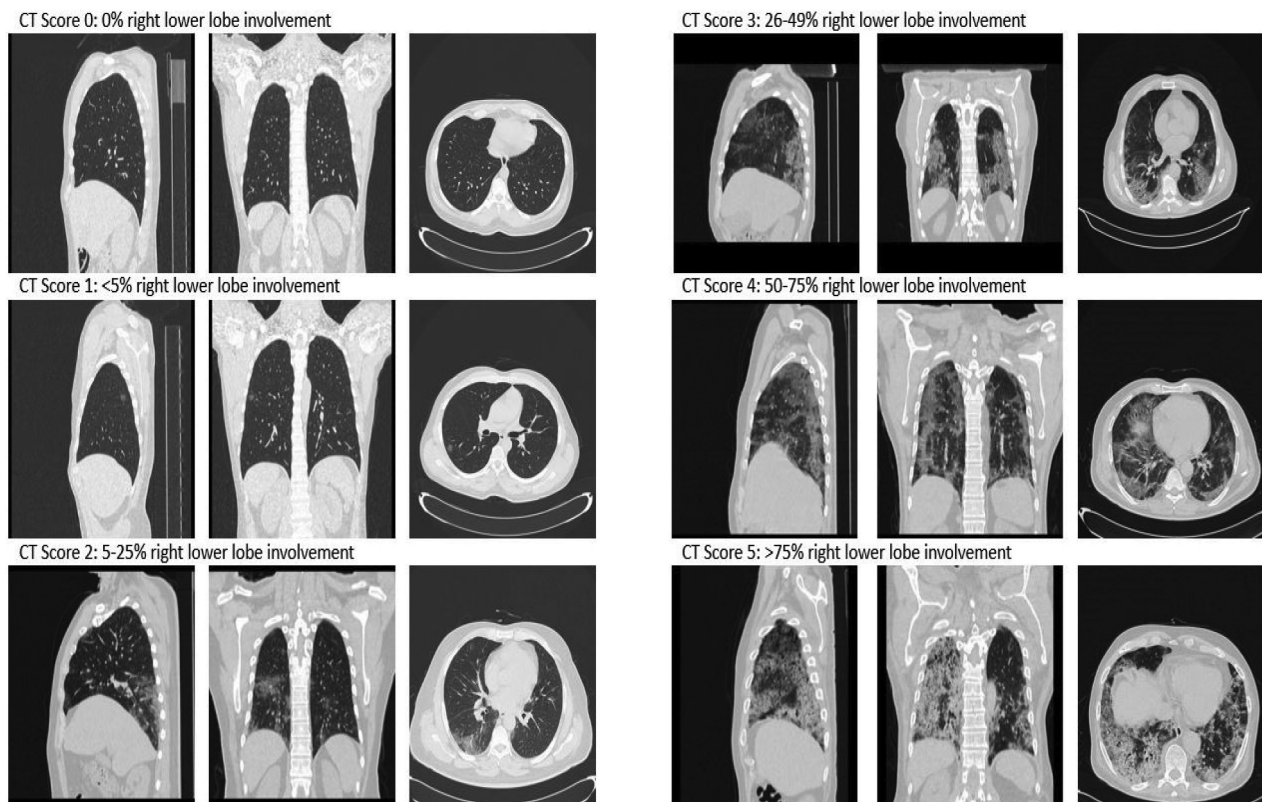 CT Score 0: 0% right lower lobe involvement
CT Score 3: 26-49% right lower lobe involvement
CT Score 1: <5% right lower lobe involvement
CT Score 4: 50-75% right lower lobe involvement
CT Score 2: 5-25% right lower lobe involvement
CT Score 5: >75% right lower lobe involvement